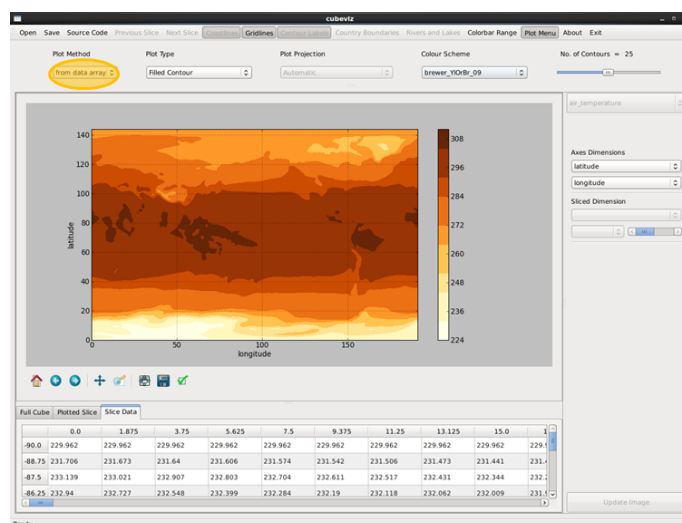 cubeviz
Open Save Source Code Previous Slice Next Slice Coastlines Gridlines Contour Labels Country Boundaries Rivers and Lakes Colorbar Range Plot Menu About Exit
Plot Method Plot Type Plot Projection Colour Scheme No. of Contours = 25
from data array Filled Contour Automatic brewer_YlOrBr_09
air_temperature
Axes Dimensions
latitude
longitude
Sliced Dimension
140
120
100
80
60
40
20
0
latitude
0 50 100 150
longitude
308
296
284
272
260
248
236
224
Full Cube Plotted Slice Slice Data
0.0 1.875 3.75 5.625 7.5 9.375 11.25 13.125 15.0
-90.0 229.962 229.962 229.962 229.962 229.962 229.962 229.962 229.962 229.962
-88.75 231.706 231.673 231.64 231.606 231.574 231.542 231.506 231.473 231.441
-87.5 233.139 233.021 232.907 232.803 232.704 232.611 232.517 232.431 232.344
-86.25 232.94 232.727 232.548 232.399 232.284 232.19 232.118 232.062 232.009
Update Image